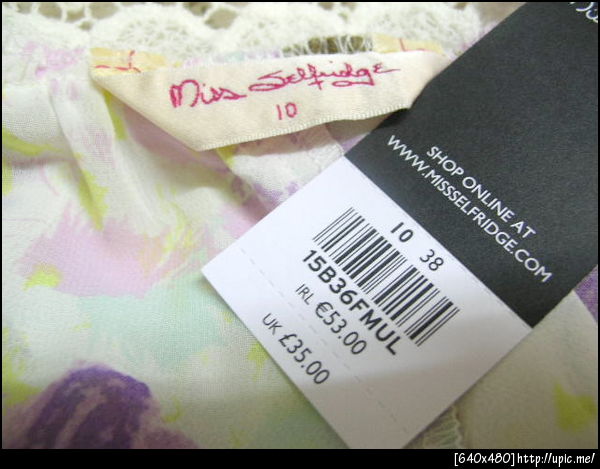 Miss Selfridge
10
SHOP ONLINE AT
WWW.MISSSELFRIDGE.COM
10 38
15B36FMUL
IRL €53.00
UK £35.00
[640x480]http://upic.me/